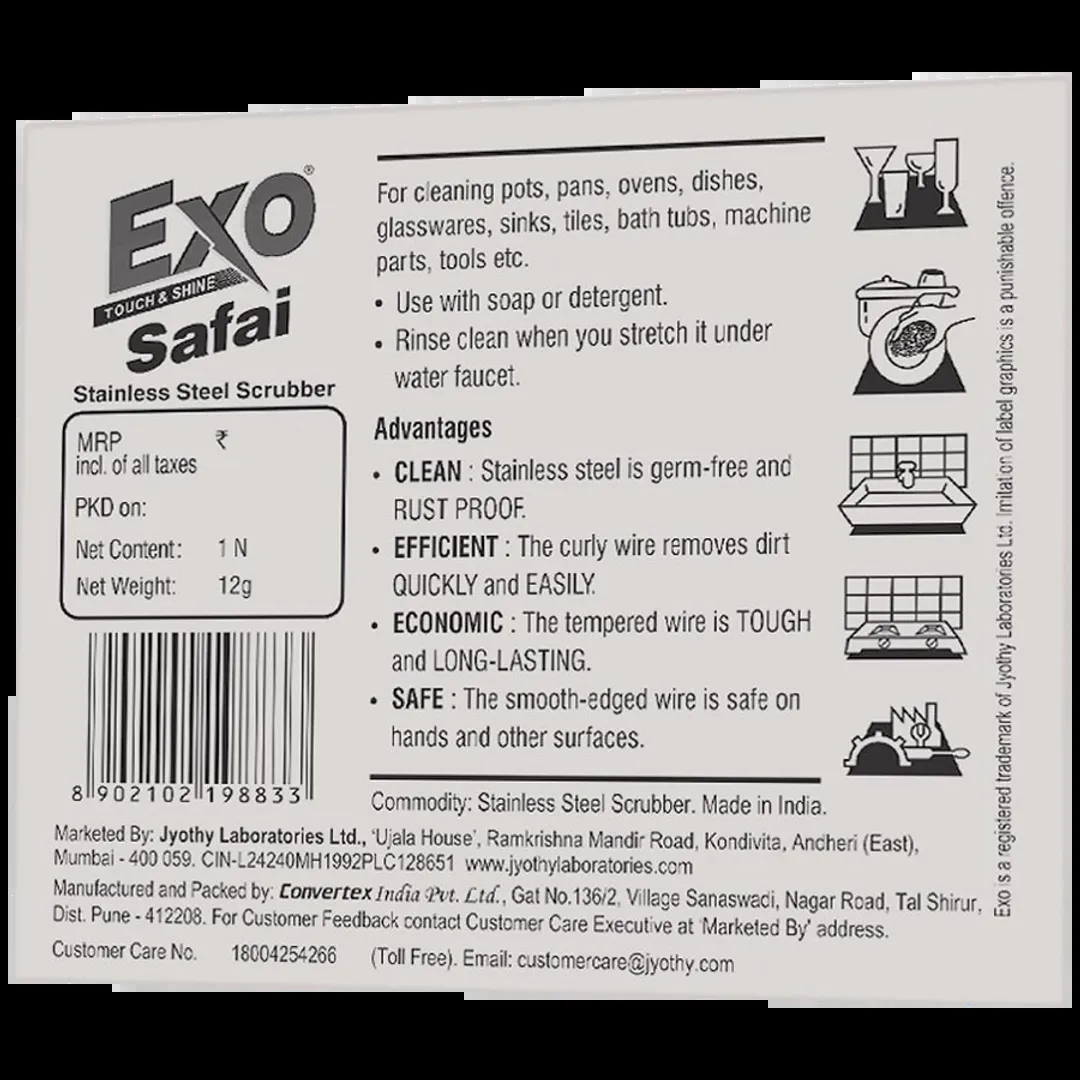 EXO®
TOUCH & SHINE
Safai
Stainless Steel Scrubber
MRP ₹
incl. of all taxes
PKD on:
Net Content: 1 N
Net Weight: 12g
8 902102 198833
For cleaning pots, pans, ovens, dishes,
glasswares, sinks, tiles, bath tubs, machine
parts, tools etc.
• Use with soap or detergent.
• Rinse clean when you stretch it under
water faucet.
Advantages
• CLEAN : Stainless steel is germ-free and
RUST PROOF.
• EFFICIENT : The curly wire removes dirt
QUICKLY and EASILY.
• ECONOMIC : The tempered wire is TOUGH
and LONG-LASTING.
• SAFE : The smooth-edged wire is safe on
hands and other surfaces.
Commodity: Stainless Steel Scrubber. Made in India.
Marketed By: Jyothy Laboratories Ltd., 'Ujala House', Ramkrishna Mandir Road, Kondivita, Andheri (East),
Mumbai - 400 059. CIN-L24240MH1992PLC128651 www.jyothylaboratories.com
Manufactured and Packed by: Convertex India Pvt. Ltd., Gat No.136/2, Village Sanaswadi, Nagar Road, Tal Shirur,
Dist. Pune - 412208. For Customer Feedback contact Customer Care Executive at 'Marketed By' address.
Customer Care No. 18004254266 (Toll Free). Email: customercare@jyothy.com
Exo is a registered trademark of Jyothy Laboratories Ltd. Imitation of label graphics is a punishable offence.